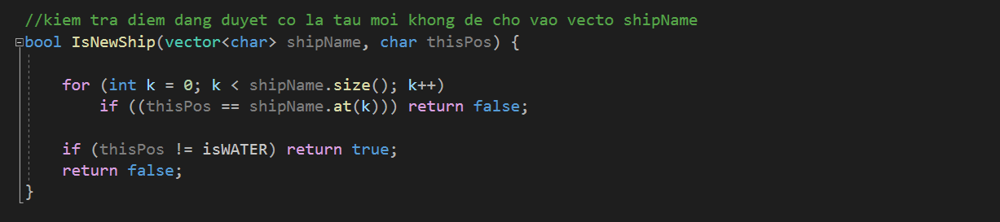 //kiem tra diem dang duyet co la tau moi khong de cho vao vecto shipName
bool IsNewShip(vector<char> shipName, char thisPos) {
for (int k = 0; k < shipName.size(); k++)
if ((thisPos == shipName.at(k))) return false;
if (thisPos != isWATER) return true;
return false;
}